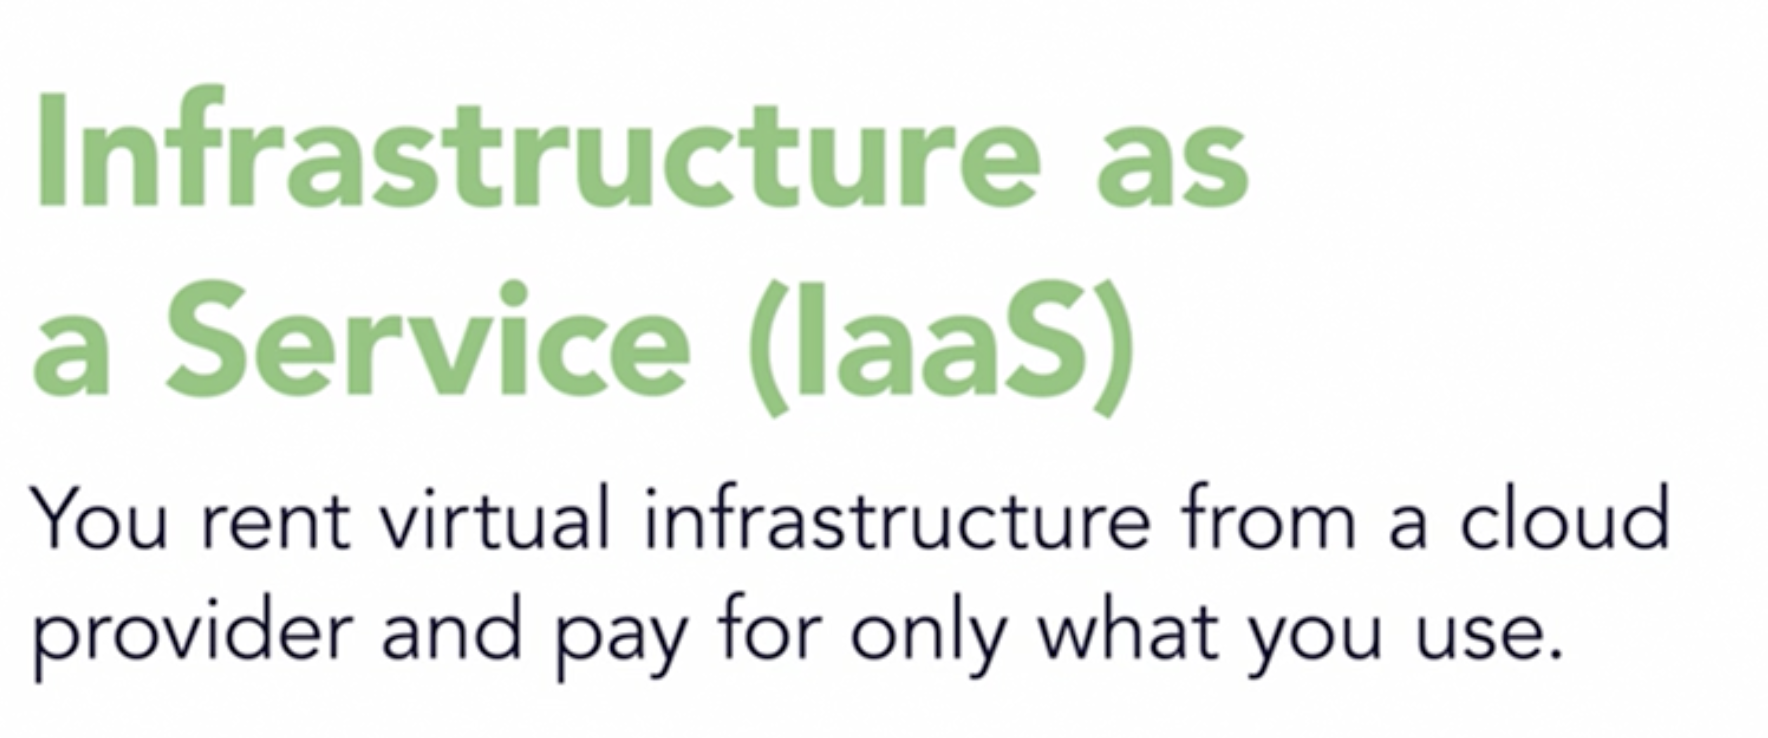 Infrastructure as
a Service (IaaS)
You rent virtual infrastructure from a cloud
provider and pay for only what you use.